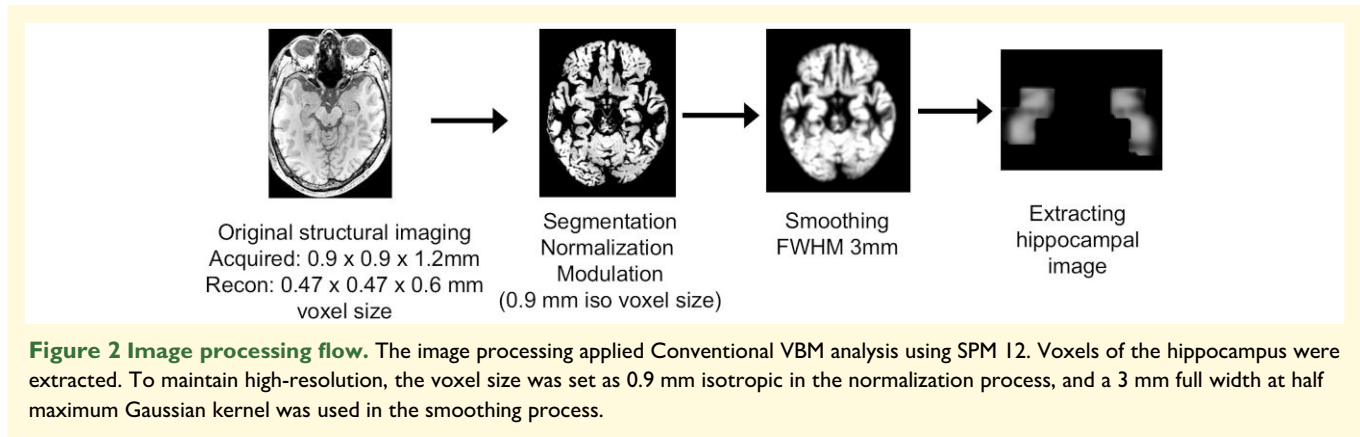 Original structural imaging
Acquired: 0.9 x 0.9 x 1.2mm
Recon: 0.47 x 0.47 x 0.6 mm
voxel size
Segmentation
Normalization
Modulation
(0.9 mm iso voxel size)
Smoothing
FWHM 3mm
Extracting
hippocampal
image
Figure 2 Image processing flow. The image processing applied Conventional VBM analysis using SPM 12. Voxels of the hippocampus were
extracted. To maintain high-resolution, the voxel size was set as 0.9 mm isotropic in the normalization process, and a 3 mm full width at half
maximum Gaussian kernel was used in the smoothing process.